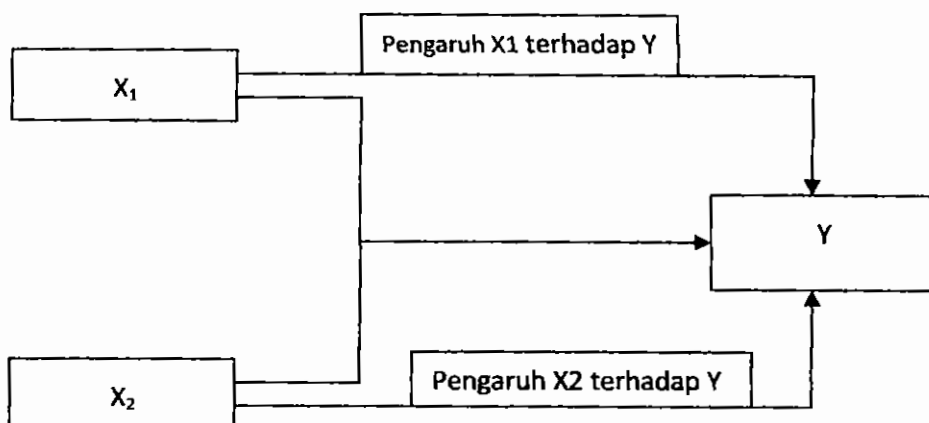 Pengaruh X1 terhadap Y
X₁
Y
Pengaruh X2 terhadap Y
X₂